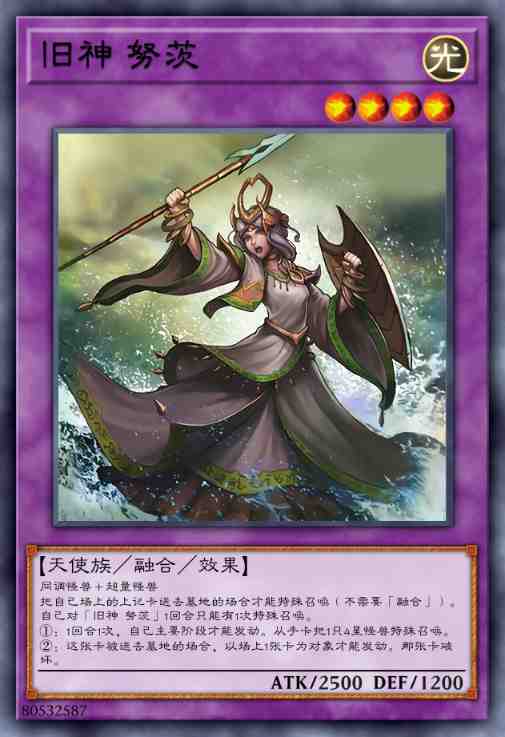 旧神 努茨
光
【天使族／融合／效果】
同调怪兽＋超量怪兽
把自己场上的上记卡送去墓地的场合才能特殊召唤（不需要「融合」）。
自己对「旧神 努茨」1回合只能有1次特殊召唤。
①：1回合1次，自己主要阶段才能发动。从手卡把1只4星怪兽特殊召唤。
②：这张卡被送去墓地的场合，以场上1张卡为对象才能发动。那张卡破
坏。
ATK/2500 DEF/1200
80532587